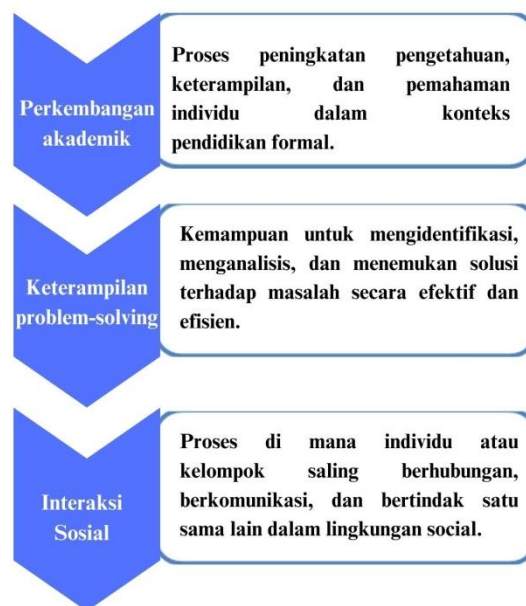 Perkembangan
akademik
Proses peningkatan pengetahuan,
keterampilan, dan pemahaman
individu dalam konteks
pendidikan formal.
Keterampilan
problem-solving
Kemampuan untuk mengidentifikasi,
menganalisis, dan menemukan solusi
terhadap masalah secara efektif dan
efisien.
Interaksi
Sosial
Proses di mana individu atau
kelompok saling berhubungan,
berkomunikasi, dan bertindak satu
sama lain dalam lingkungan social.